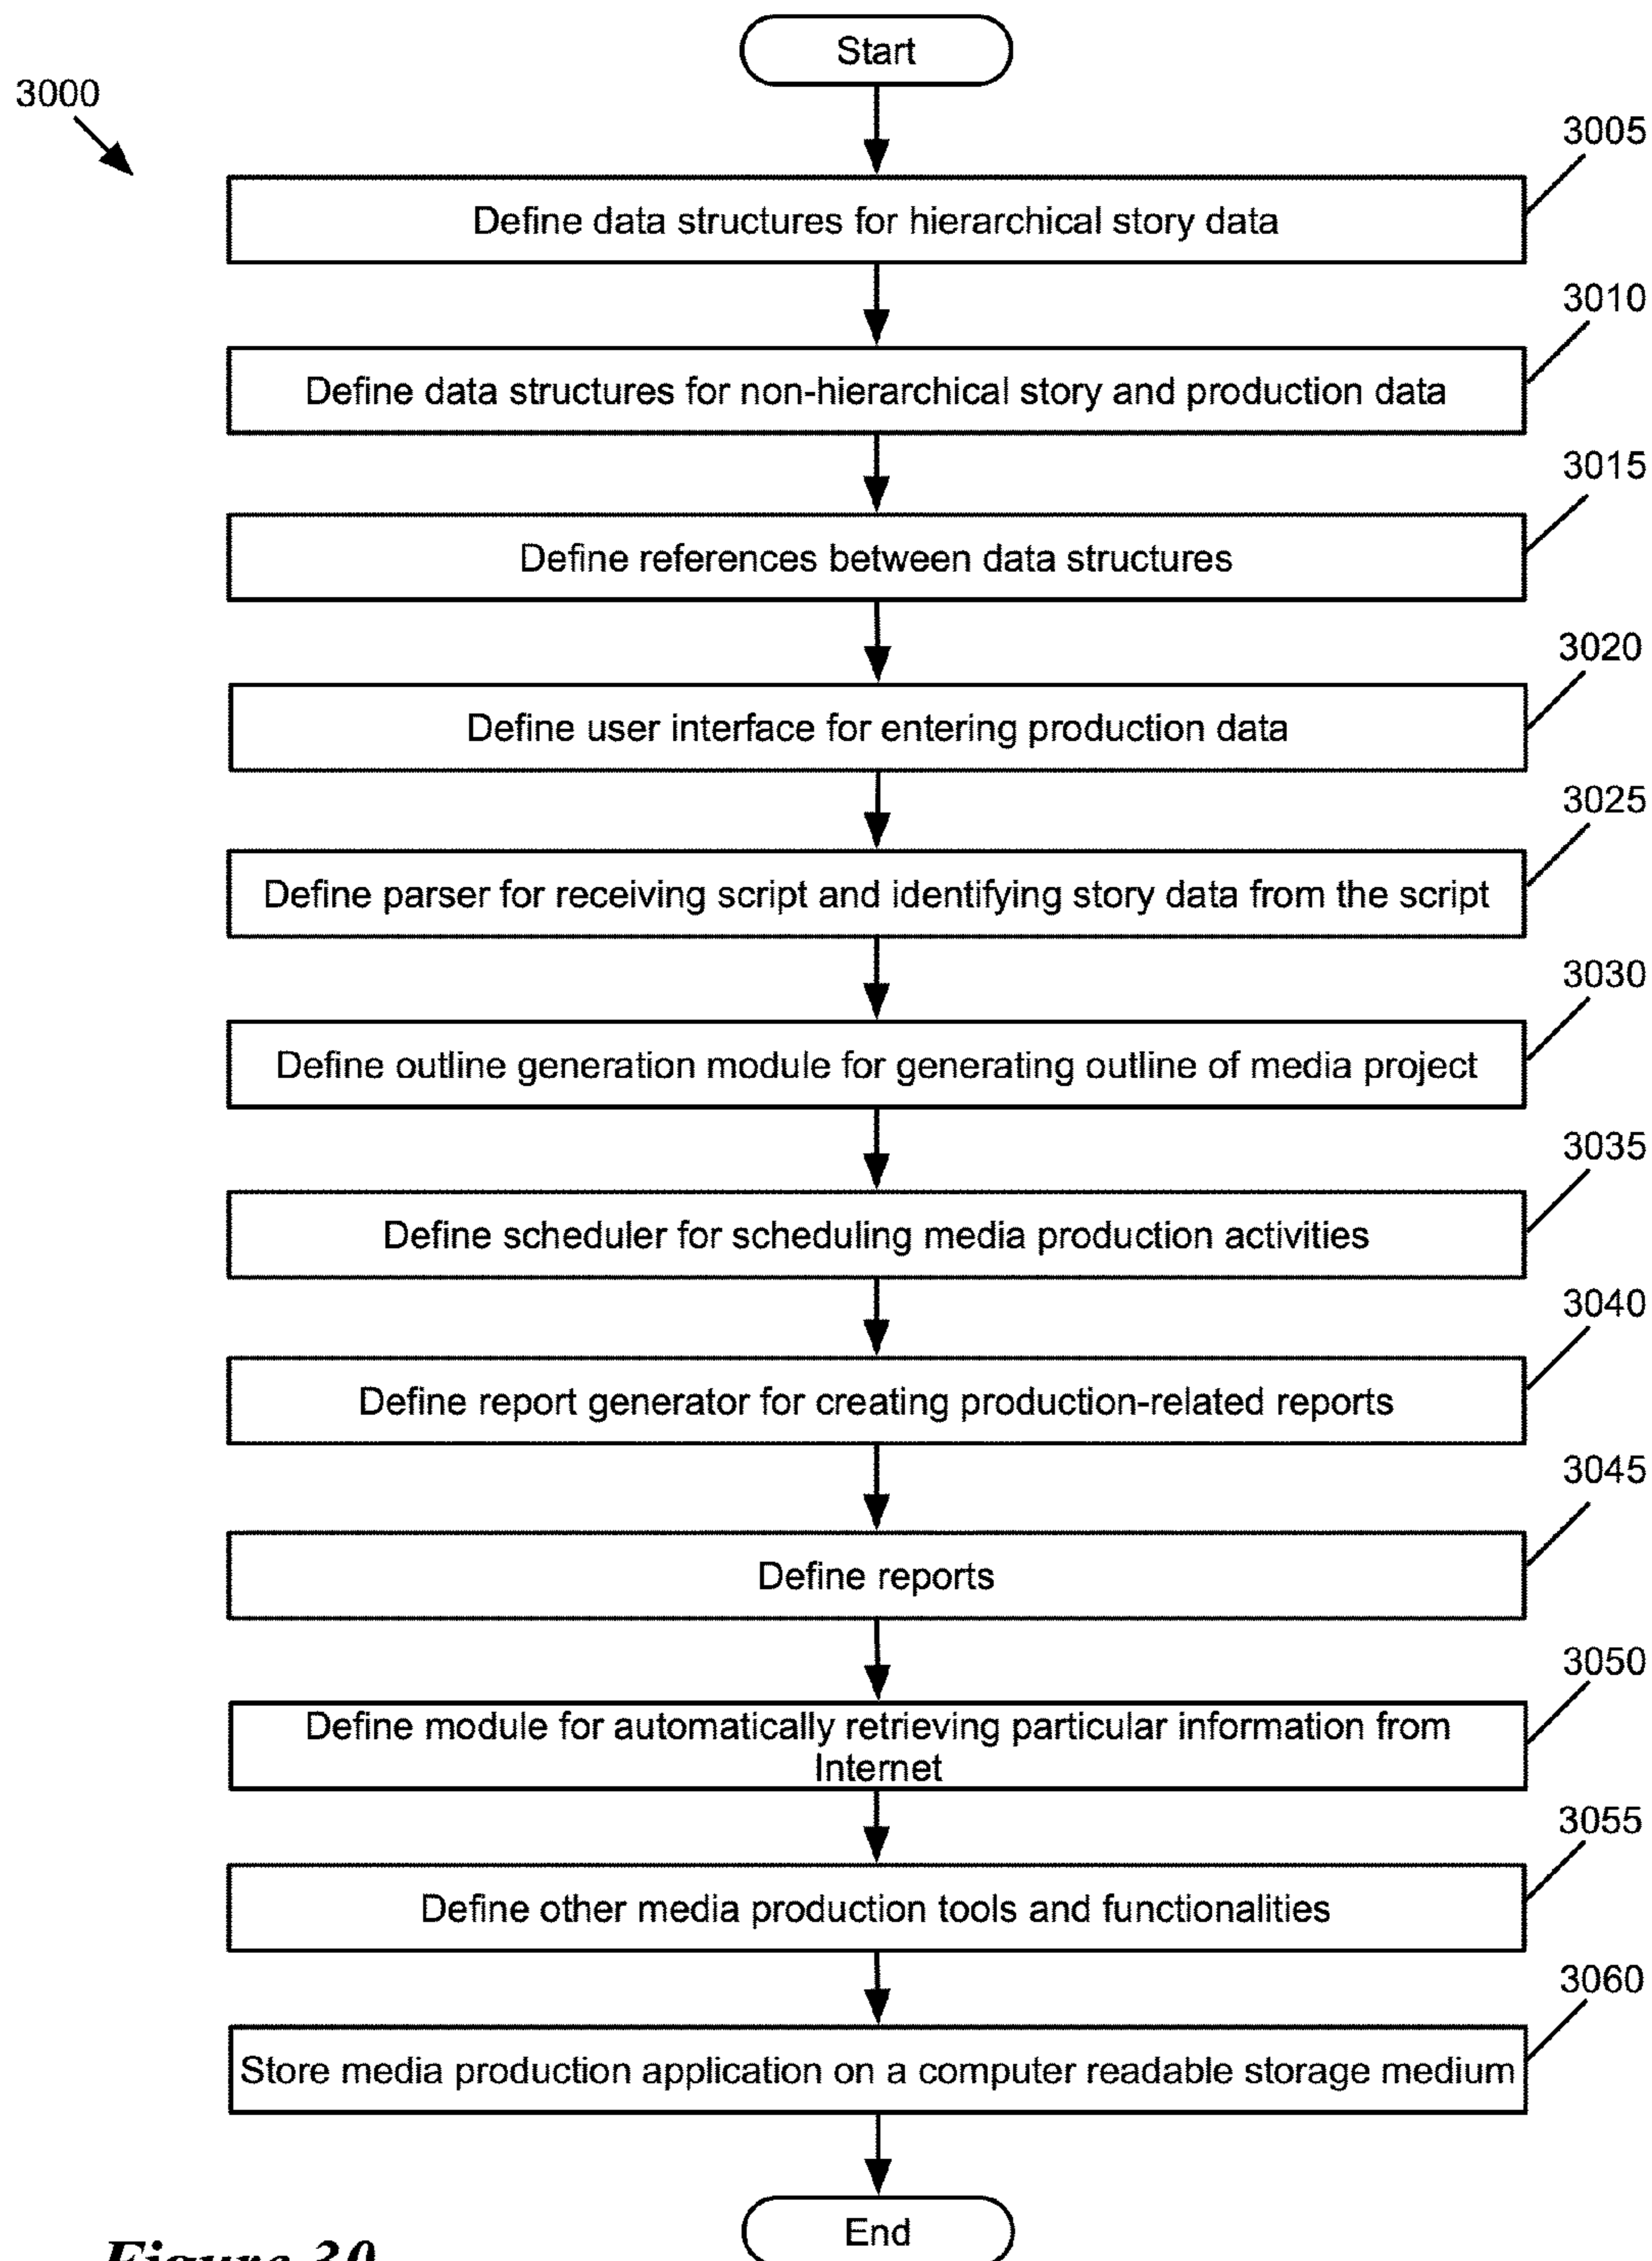 Start
3000
3005
Define data structures for hierarchical story data
3010
Define data structures for non-hierarchical story and production data
3015
Define references between data structures
3020
Define user interface for entering production data
3025
Define parser for receiving script and identifying story data from the script
3030
Define outline generation module for generating outline of media project
3035
Define scheduler for scheduling media production activities
3040
Define report generator for creating production-related reports
3045
Define reports
3050
Define module for automatically retrieving particular information from
Internet
3055
Define other media production tools and functionalities
3060
Store media production application on a computer readable storage medium
End
Figure 30